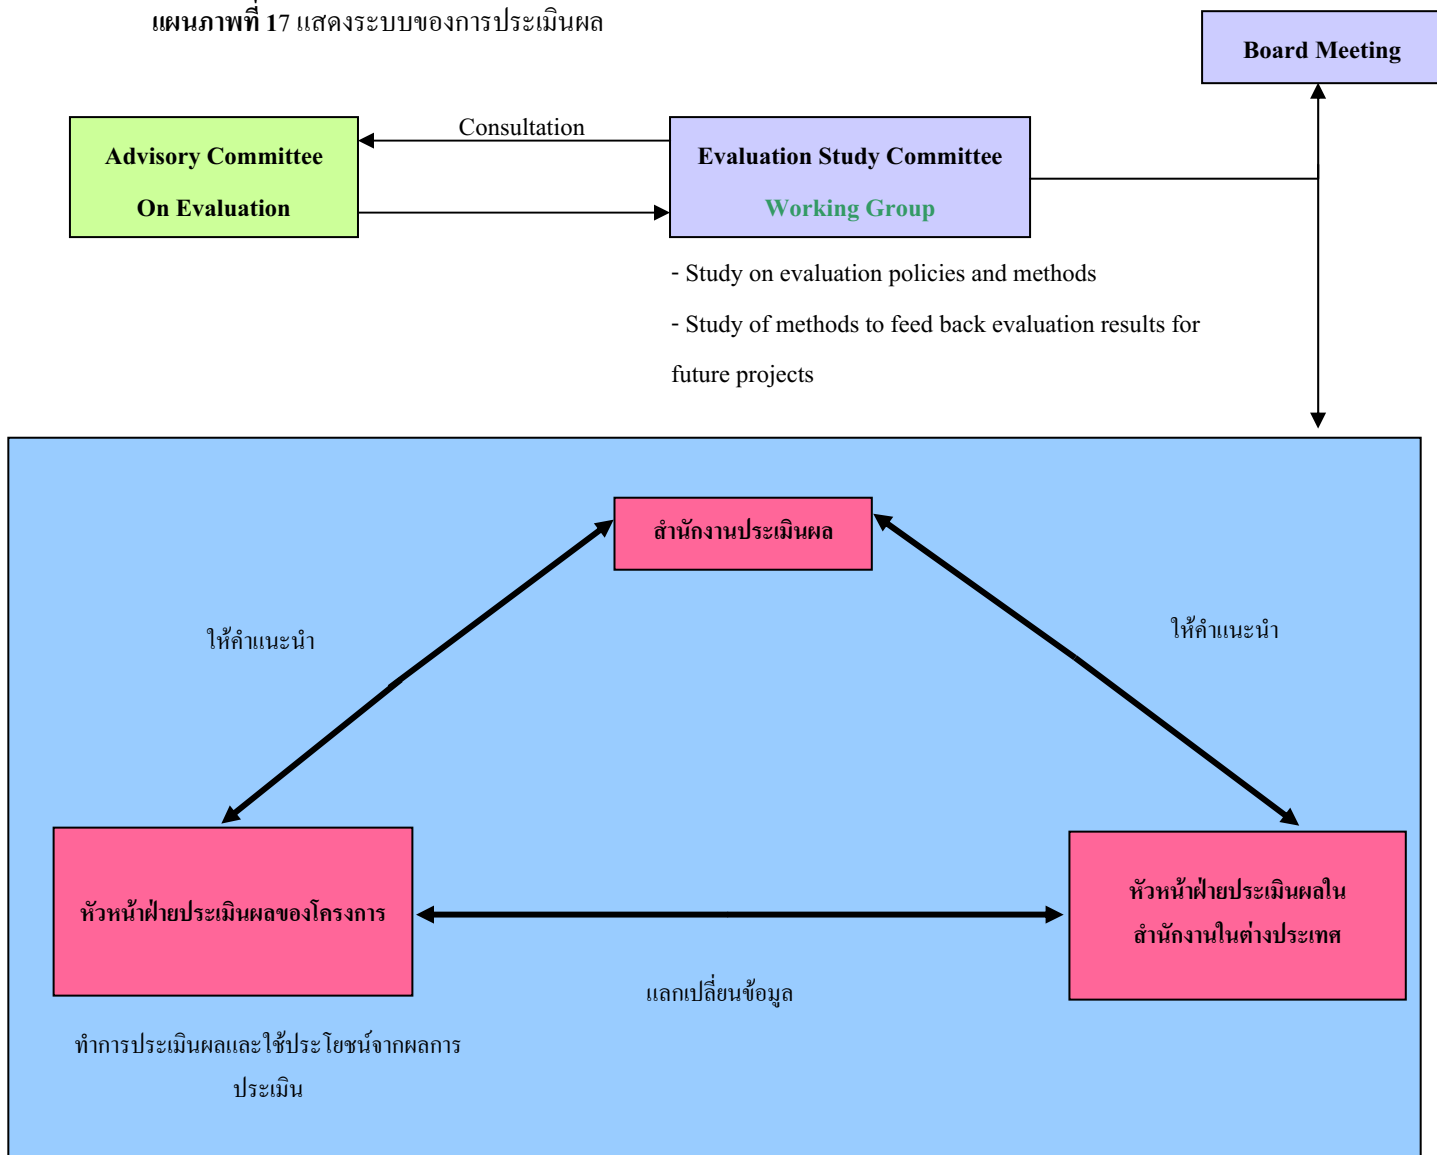 แผนภาพที่ 17 แสดงระบบของการประเมินผล
Board Meeting
Consultation
Advisory Committee
On Evaluation
Evaluation Study Committee
Working Group
- Study on evaluation policies and methods
- Study of methods to feed back evaluation results for
future projects
สำนักงานประเมินผล
ให้คำแนะนำ
ให้คำแนะนำ
หัวหน้าฝ่ายประเมินผลของโครงการ
หัวหน้าฝ่ายประเมินผลใน
สำนักงานในต่างประเทศ
แลกเปลี่ยนข้อมูล
ทำการประเมินผลและใช้ประโยชน์จากผลการ
ประเมิน